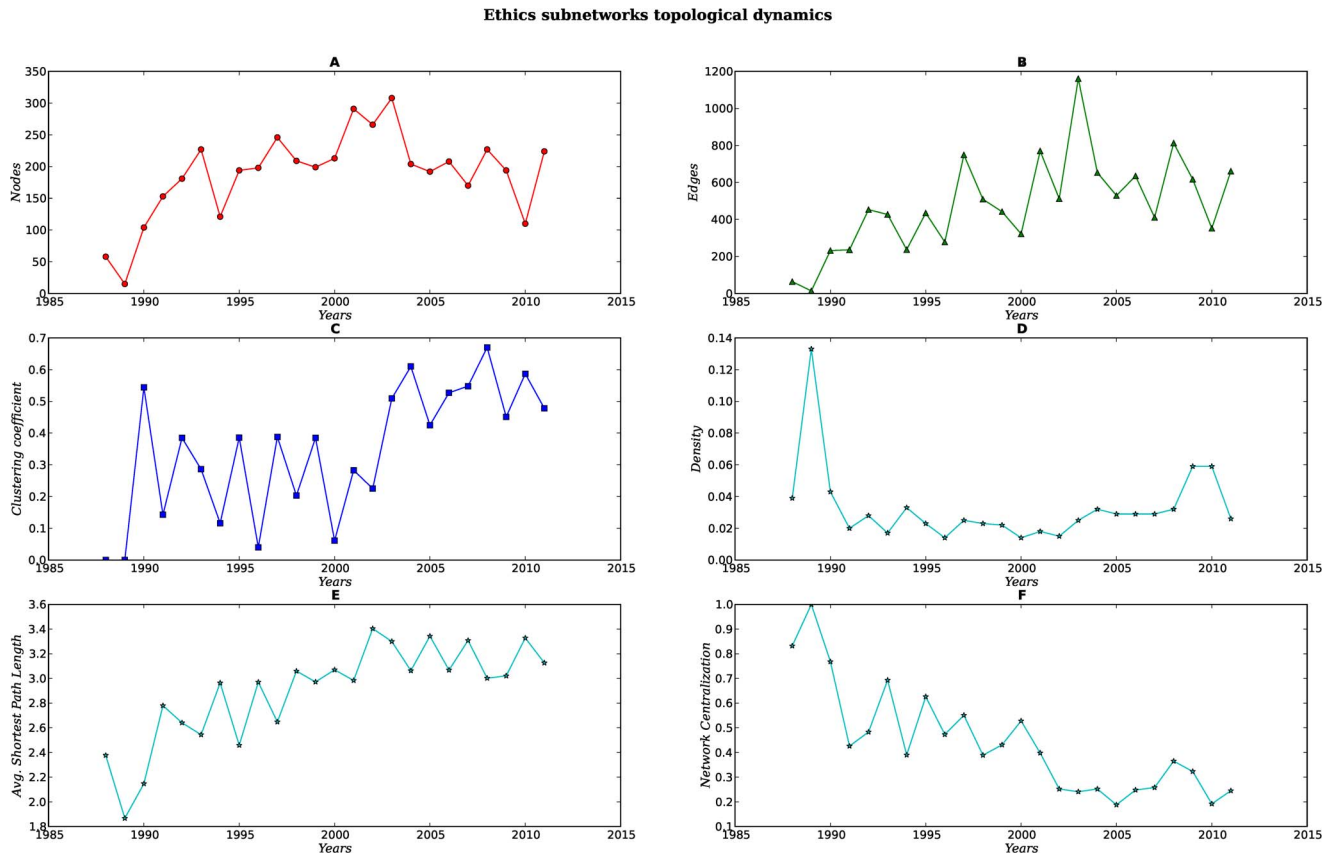 Ethics subnetworks topological dynamics
A
350
300
250
200
150
100
50
0
Nodes
1985 1990 1995 2000 2005 2010 2015
Years
B
1200
1000
800
600
400
200
0
Edges
1985 1990 1995 2000 2005 2010 2015
Years
C
0.7
0.6
0.5
0.4
0.3
0.2
0.1
0.0
Clustering coefficient
1985 1990 1995 2000 2005 2010 2015
Years
D
0.14
0.12
0.10
0.08
0.06
0.04
0.02
0.00
Density
1985 1990 1995 2000 2005 2010 2015
Years
E
3.6
3.4
3.2
3.0
2.8
2.6
2.4
2.2
2.0
1.8
Avg. Shortest Path Length
1985 1990 1995 2000 2005 2010 2015
Years
F
1.0
0.9
0.8
0.7
0.6
0.5
0.4
0.3
0.2
0.1
Network Centralization
1985 1990 1995 2000 2005 2010 2015
Years